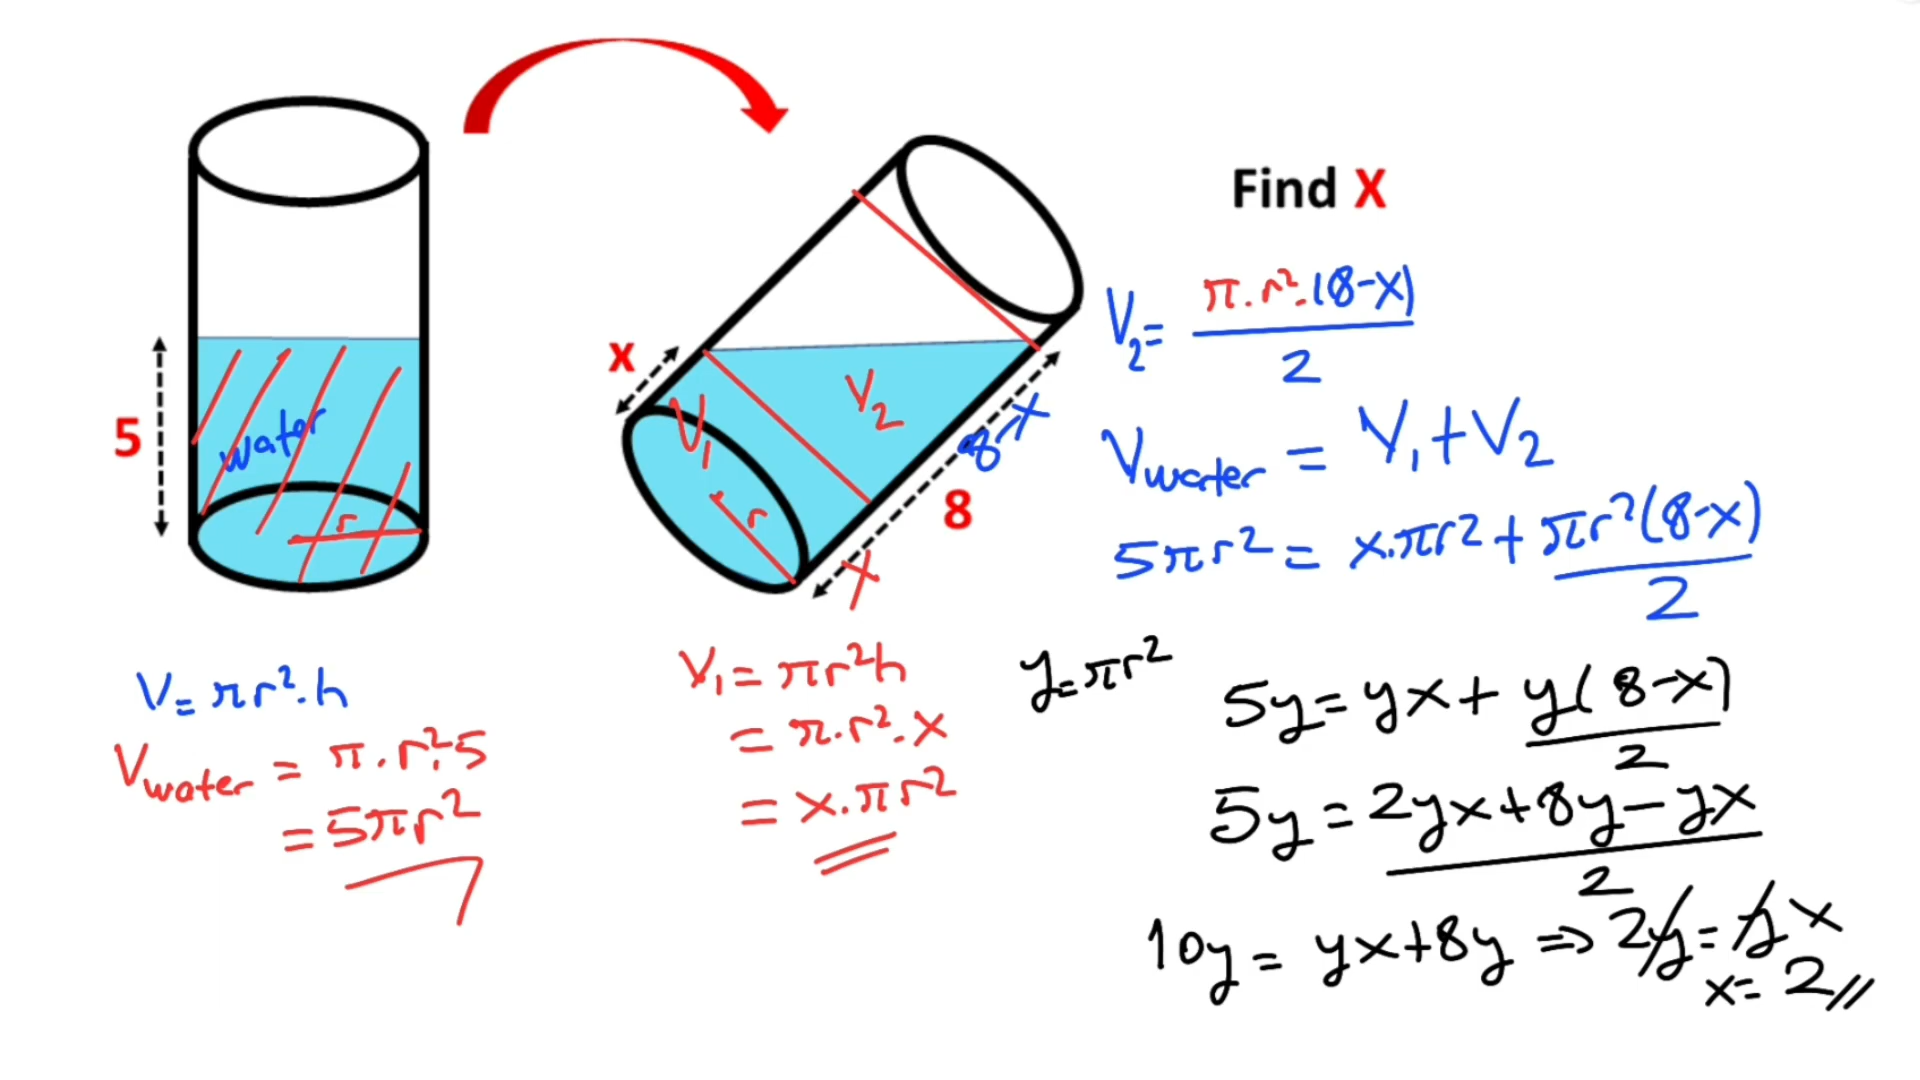 Find X
5
water
r
x
V₁
V₂
r
8-x
8
x
V₂ = π.r².(8-x)/2
V_water = V₁+V₂
5πr² = x.πr² + πr²(8-x)/2
V = πr².h
V_water = π.r².5
= 5πr²
V₁ = πr²h
= π.r².x
= x.πr²
y=πr²
5y = yx + y(8-x)/2
5y = 2yx+8y-yx/2
10y = yx+8y ⇒ 2y = yx
x = 2